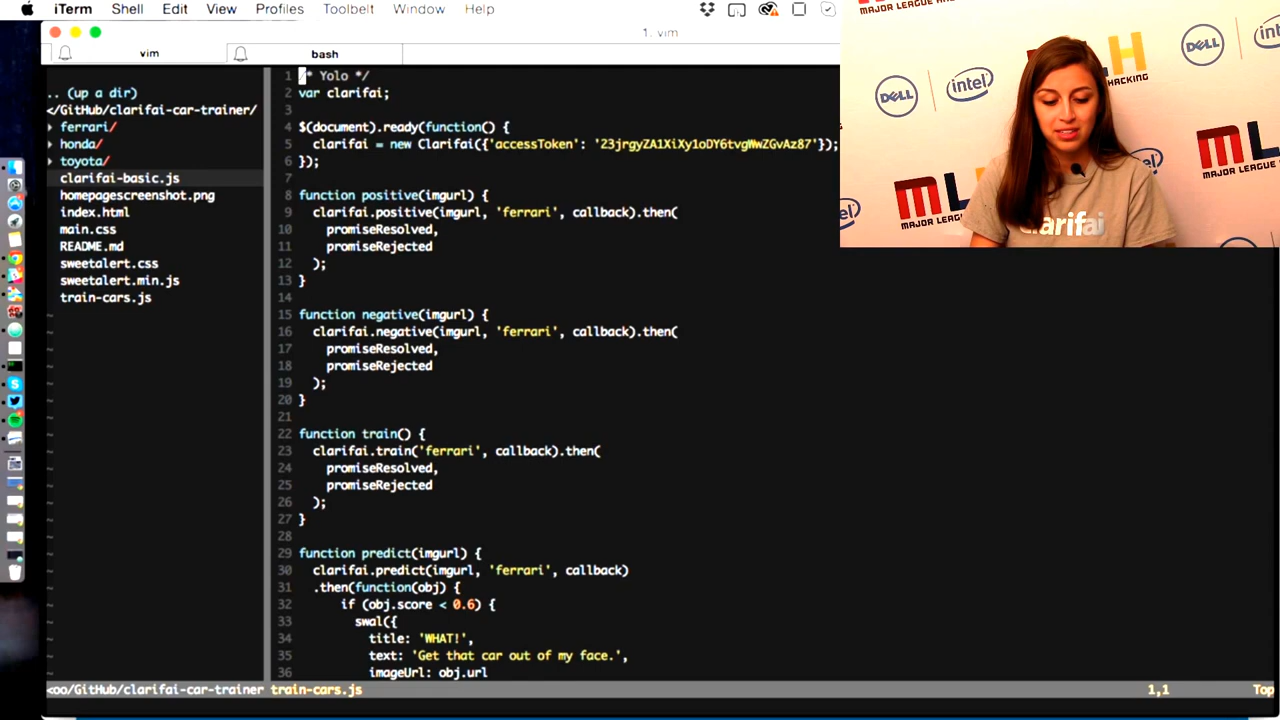 iTerm Shell Edit View Profiles Toolbelt Window Help
1. vim
vim
bash
.. (up a dir)
</GitHub/clarifai-car-trainer/
ferrari/
honda/
toyota/
clarifai-basic.js
homepagescreenshot.png
index.html
main.css
README.md
sweetalert.css
sweetalert.min.js
train-cars.js
1 /* Yolo */
2 var clarifai;
3
4 $(document).ready(function() {
5 clarifai = new Clarifai({'accessToken': '23jrgyZA1XiXy1oDY6tvgWwZGvAz87'});
6 });
7
8 function positive(imgurl) {
9 clarifai.positive(imgurl, 'ferrari', callback).then(
10 promiseResolved,
11 promiseRejected
12 );
13 }
14
15 function negative(imgurl) {
16 clarifai.negative(imgurl, 'ferrari', callback).then(
17 promiseResolved,
18 promiseRejected
19 );
20 }
21
22 function train() {
23 clarifai.train('ferrari', callback).then(
24 promiseResolved,
25 promiseRejected
26 );
27 }
28
29 function predict(imgurl) {
30 clarifai.predict(imgurl, 'ferrari', callback)
31 .then(function(obj) {
32 if (obj.score < 0.6) {
33 swal({
34 title: 'WHAT!',
35 text: 'Get that car out of my face.',
36 imageUrl: obj.url
<oo/GitHub/clarifai-car-trainer train-cars.js 1,1 Top
MAJOR LEAGUE
DELL
intel
HACKING
clarifai
MAJOR LEAGUE